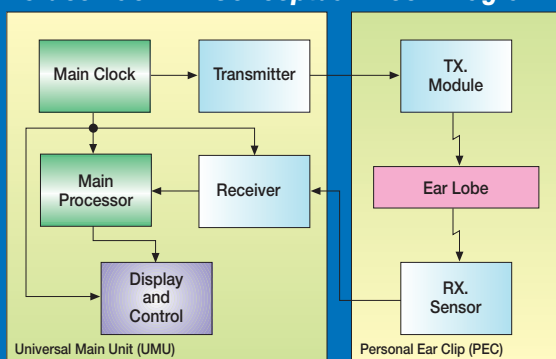 Main Clock
Transmitter
TX.
Module
Main
Processor
Receiver
Ear Lobe
Display
and
Control
RX.
Sensor
Universal Main Unit (UMU)
Personal Ear Clip (PEC)